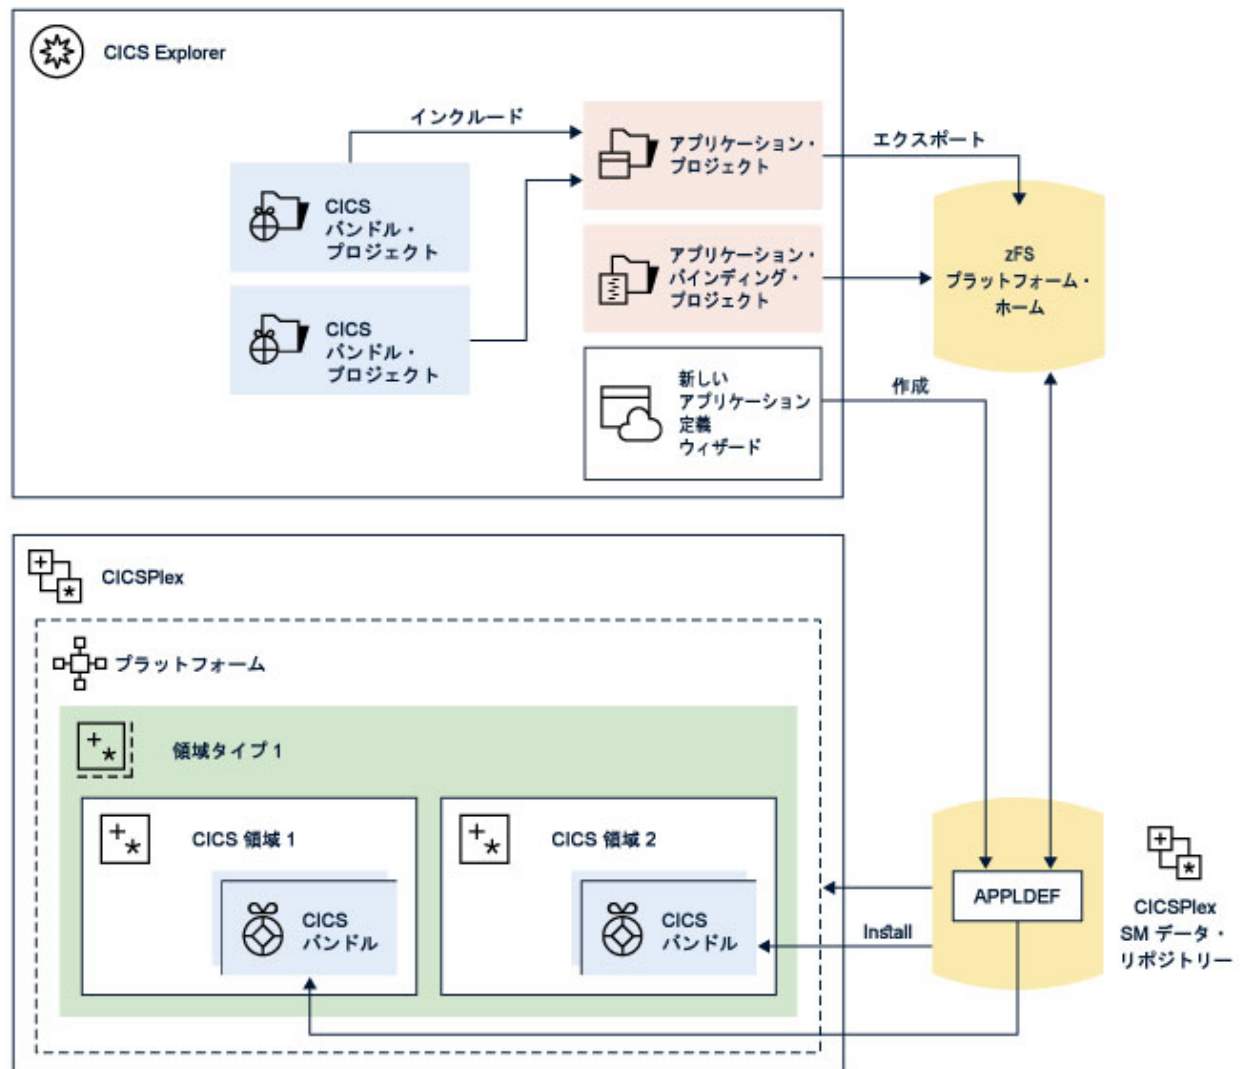 CICS Explorer
インクルード
アプリケーション・
プロジェクト
エクスポート
CICS
バンドル・
プロジェクト
アプリケーション・
バインディング・
プロジェクト
zFS
プラットフォーム・
ホーム
CICS
バンドル・
プロジェクト
新しい
アプリケーション
定義
ウィザード
作成
CICSPlex
プラットフォーム
領域タイプ 1
CICS 領域 1
CICS 領域 2
CICS
バンドル
CICS
バンドル
Install
APPLDEF
CICSPlex
SM データ・
リポジトリー